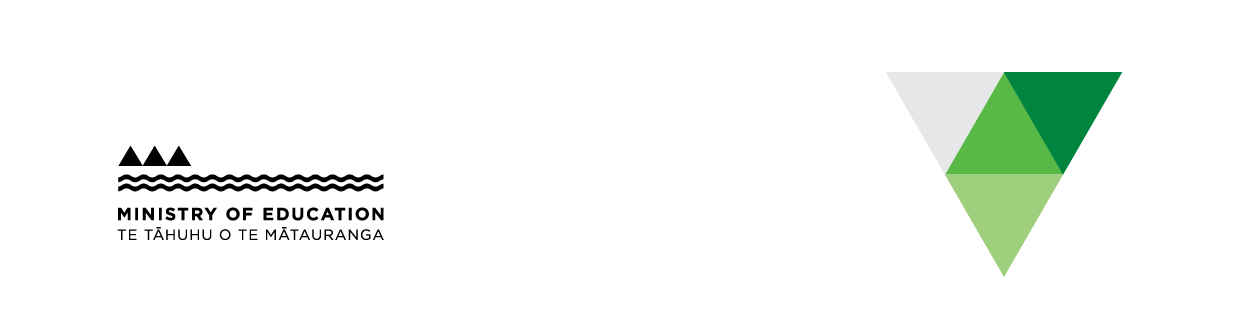 MINISTRY OF EDUCATION
TE TĀHUHU O TE MĀTAURANGA